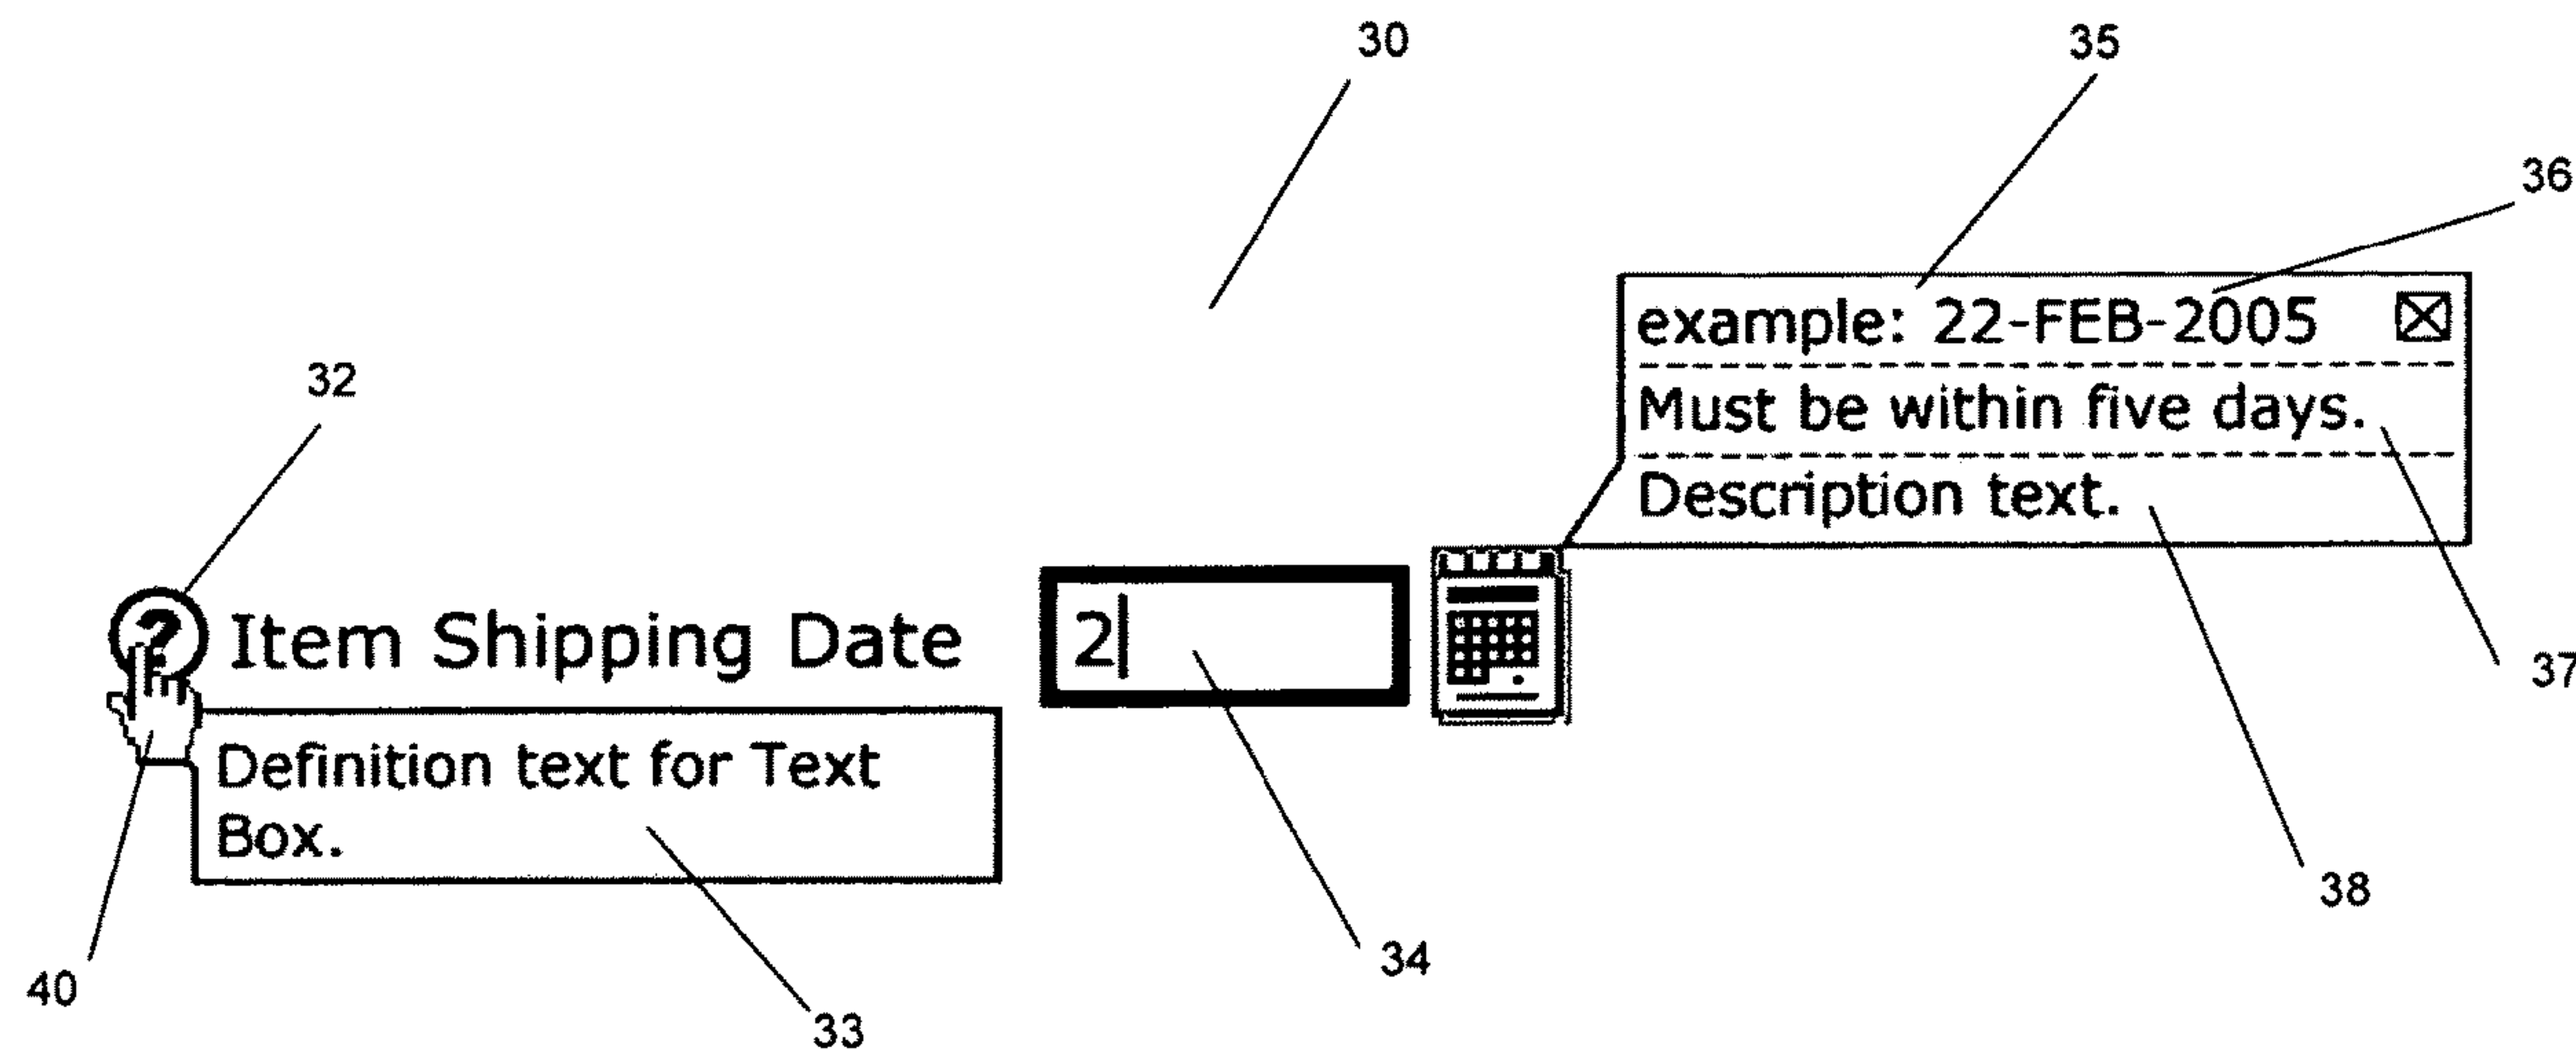 30
35
36
example: 22-FEB-2005
32
Must be within five days.
Description text.
? Item Shipping Date 2
37
Definition text for Text
Box.
38
34
40
33